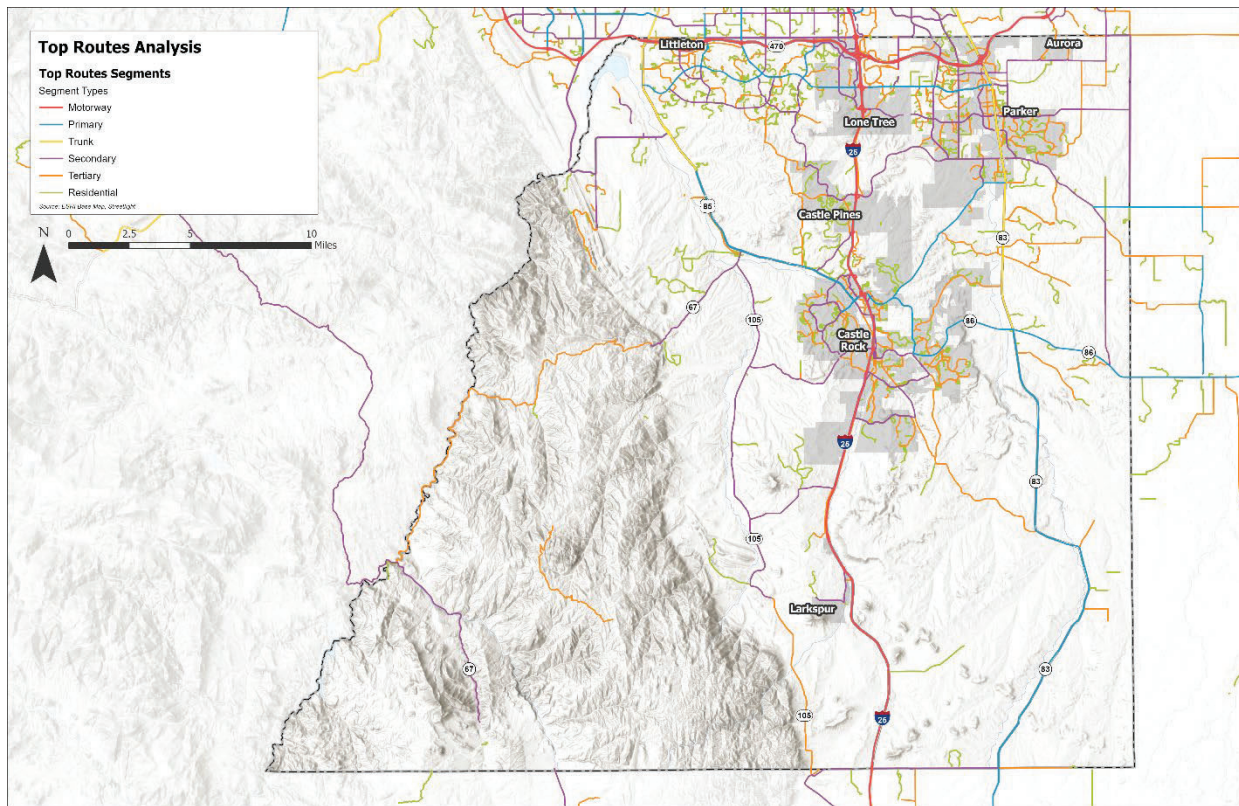 Top Routes Analysis
Top Routes Segments
Segment Types
Motorway
Primary
Trunk
Secondary
Tertiary
Residential
Source: ESRI Base Map, Streetlight
N
0 2.5 5 10
Miles
Littleton
470
Aurora
Parker
Lone Tree
25
85
Castle Pines
83
67
105
86
Castle
Rock
86
25
83
105
Larkspur
67
83
105
25